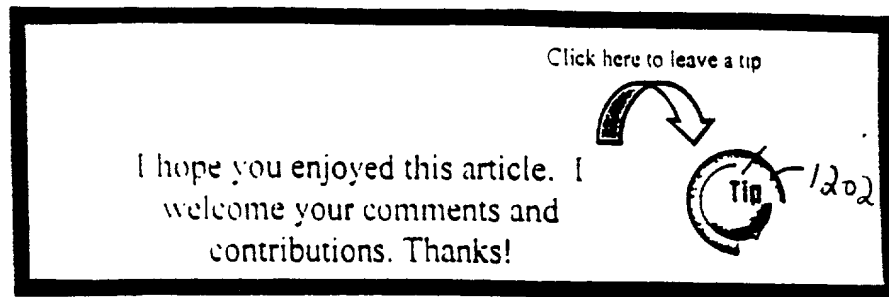 Click here to leave a tip
I hope you enjoyed this article. I
welcome your comments and
contributions. Thanks!
Tip
1202